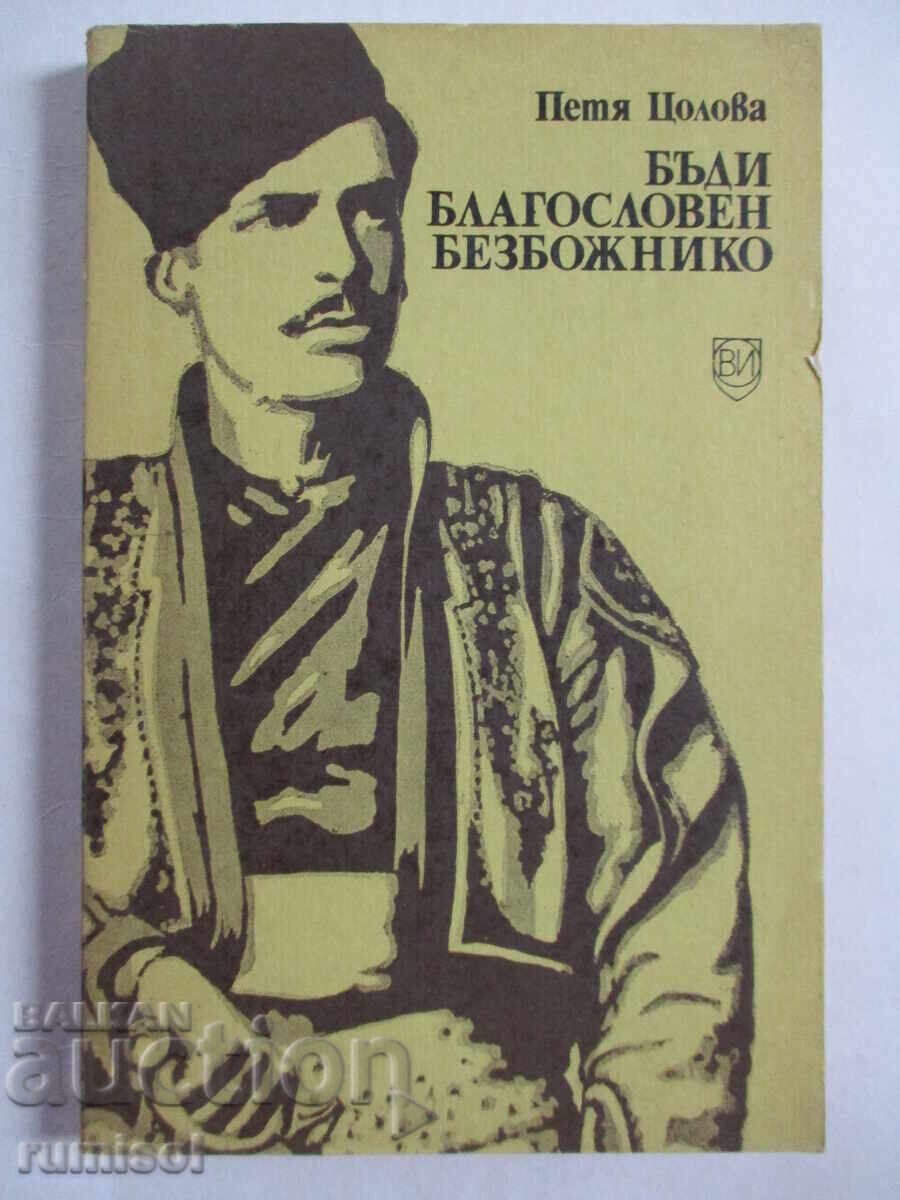 Петя Цолова
БЪДИ
БЛАГОСЛОВЕН
БЕЗБОЖНИКО
ВИ
BALKAN
auction
rumisol